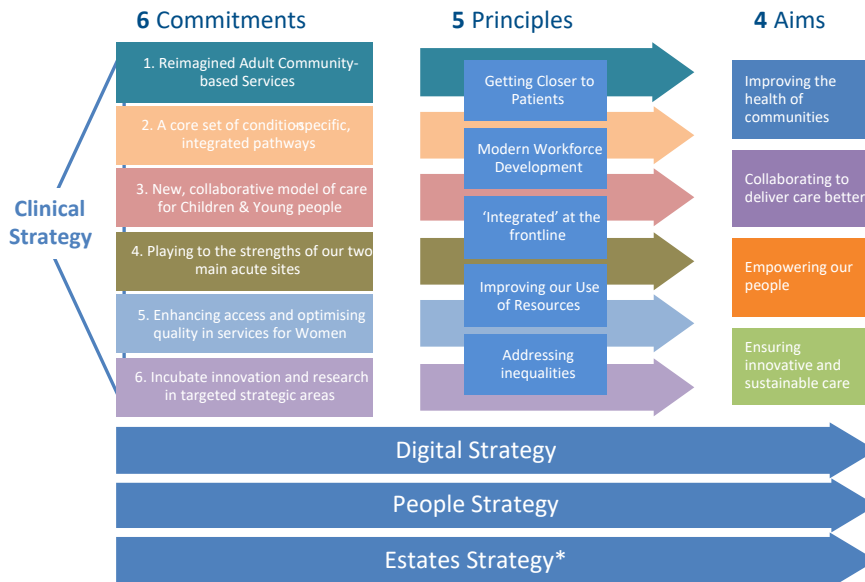 6 Commitments
5 Principles
4 Aims
Clinical
Strategy
1. Reimagined Adult Community-
based Services
2. A core set of condition-specific,
integrated pathways
3. New, collaborative model of care
for Children & Young people
4. Playing to the strengths of our two
main acute sites
5. Enhancing access and optimising
quality in services for Women
6. Incubate innovation and research
in targeted strategic areas
Getting Closer to
Patients
Modern Workforce
Development
‘Integrated’ at the
frontline
Improving our Use
of Resources
Addressing
inequalities
Improving the
health of
communities
Collaborating to
deliver care better
Empowering our
people
Ensuring
innovative and
sustainable care
Digital Strategy
People Strategy
Estates Strategy*